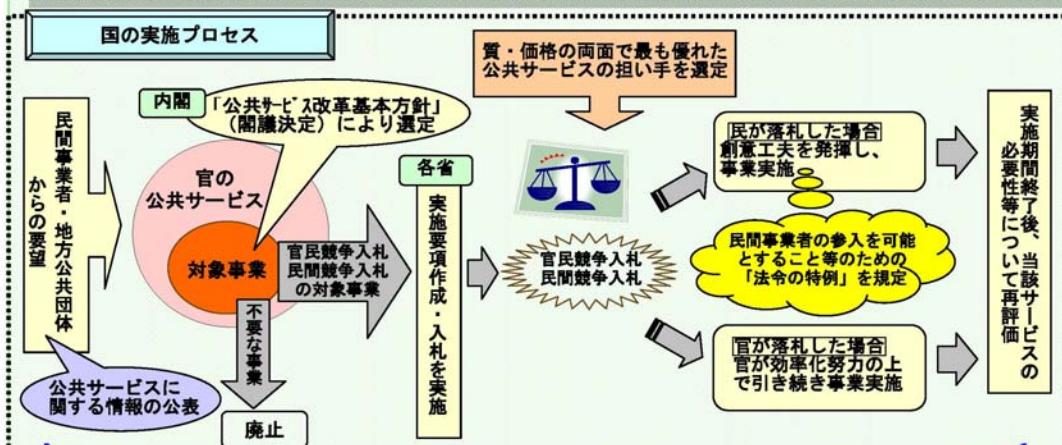 国の実施プロセス
質・価格の両面で最も優れた
公共サービスの担い手を選定
民間事業者・地方公共団体
からの要望
内閣
「公共サービス改革基本方針」
(閣議決定)により選定
官の
公共サービス
対象事業
官民競争入札
民間競争入札
の対象事業
不要な事業
廃止
公共サービスに
関する情報の公表
各省
実施要項作成・入札を実施
官民競争入札
民間競争入札
民が落札した場合
創意工夫を発揮し、
事業実施
民間事業者の参入を可能
とすること等のための
「法令の特例」を規定
官が落札した場合
官が効率化努力の上
で引き続き事業実施
実施期間終了後、当該サービスの
必要性等について再評価